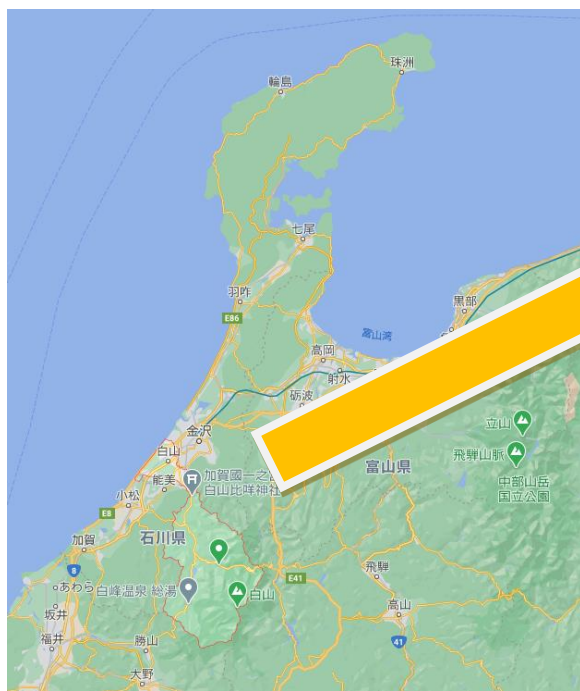 珠洲
輪島
七尾
羽咋
E86
黒部
富山湾
高岡
射水
砺波
金沢
白山
加賀國一之宮
白山比咩神社
能美
小松
E8
加賀
8
石川県
富山県
立山
飛騨山脈
中部山岳
国立公園
あわら
坂井
福井
白峰温泉 総湯
白山
E41
飛騨
高山
41
勝山
大野